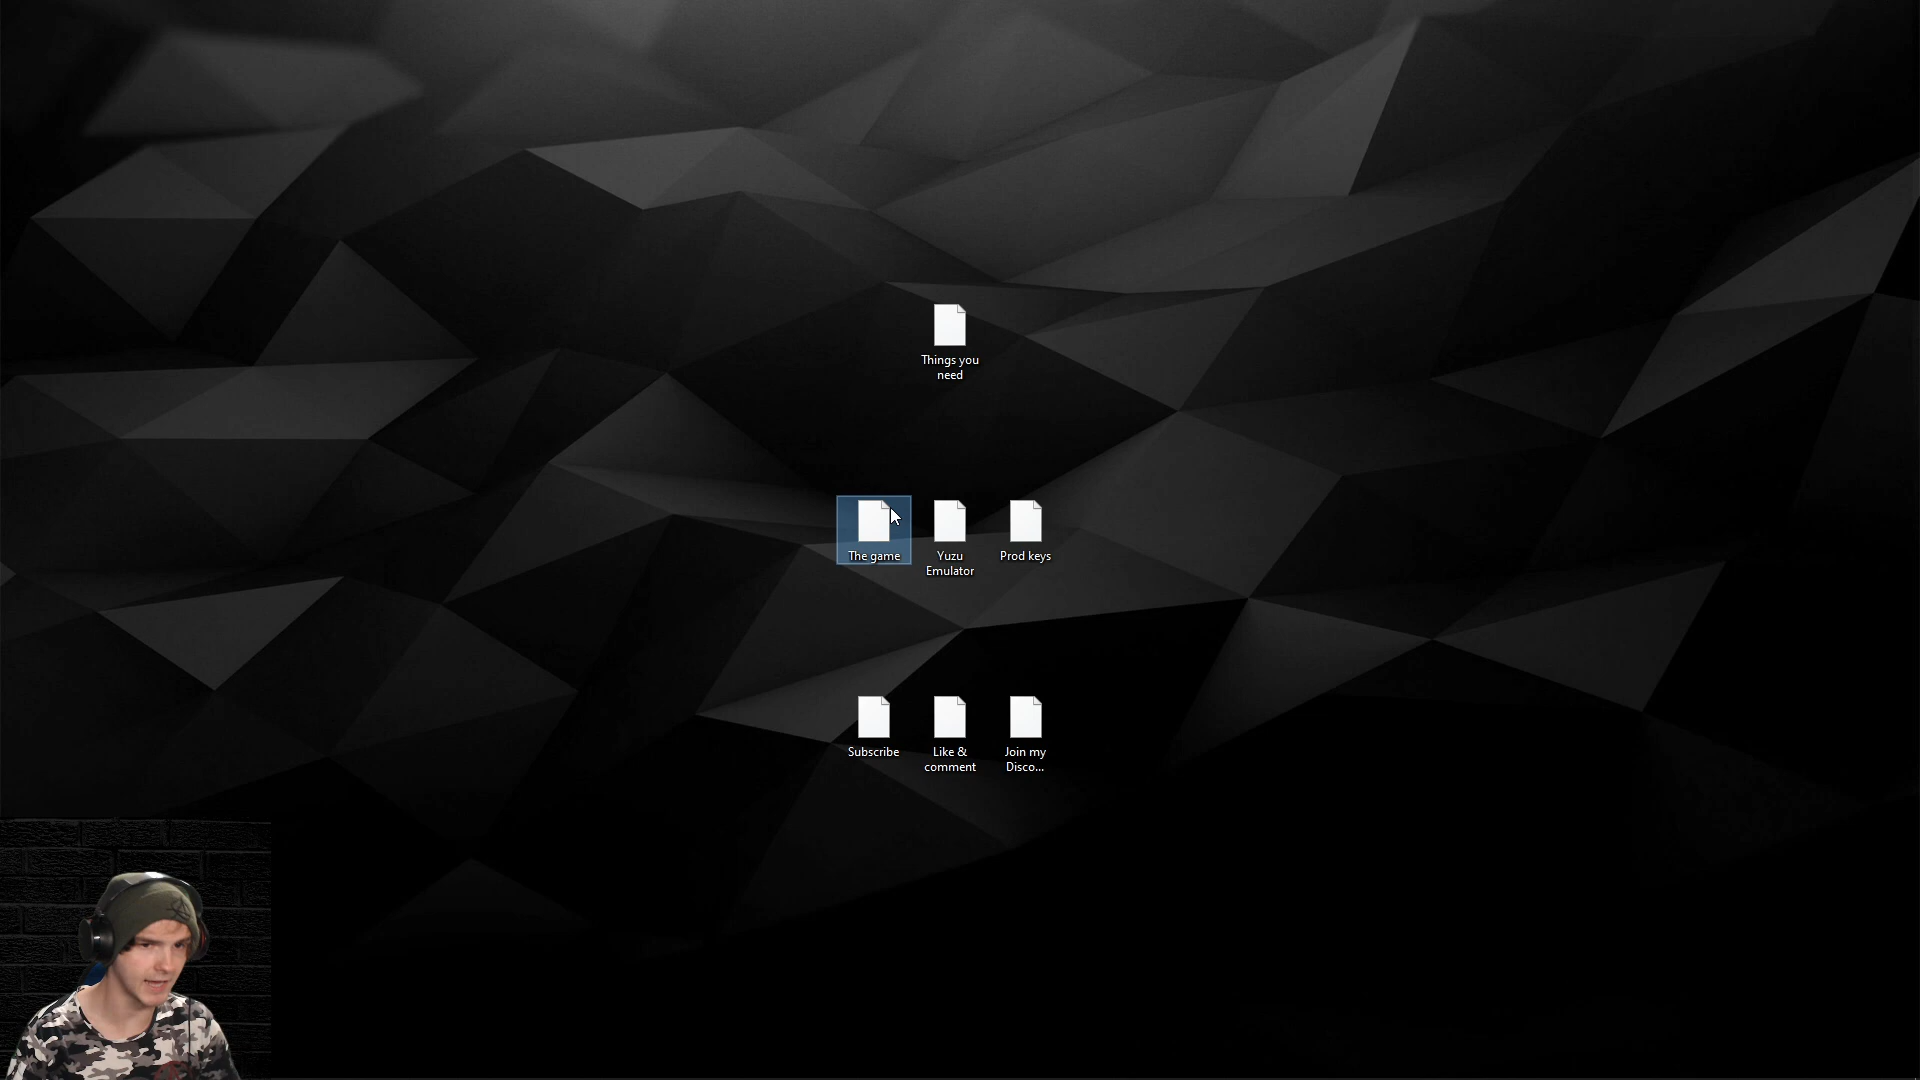 Things you
need
The game
Yuzu
Emulator
Prod keys
Subscribe
Like &
comment
Join my
Disco...